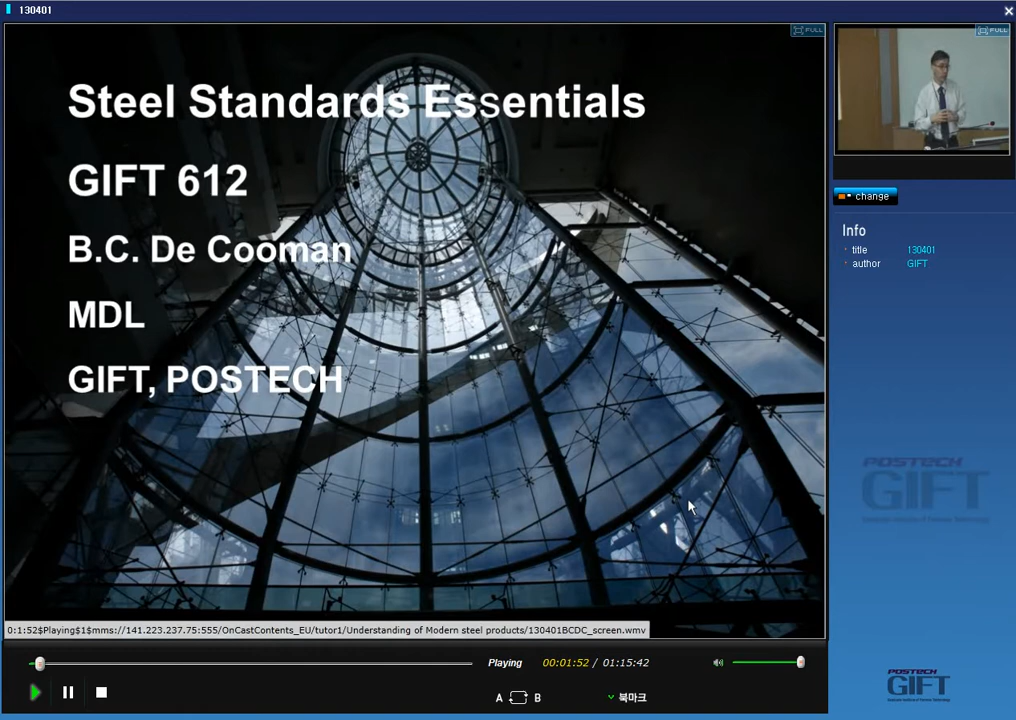 130401
FULL
Steel Standards Essentials
GIFT 612
B.C. De Cooman
MDL
GIFT, POSTECH
0:1:52$Playing$1$mms://141.223.237.75:555/OnCastContents_EU/tutor1/Understanding of Modern steel products/130401BCDC_screen.wmv
Playing
00:01:52 / 01:15:42
A B
북마크
FULL
change
Info
title 130401
author GIFT
POSTECH
GIFT
POSTECH
GIFT